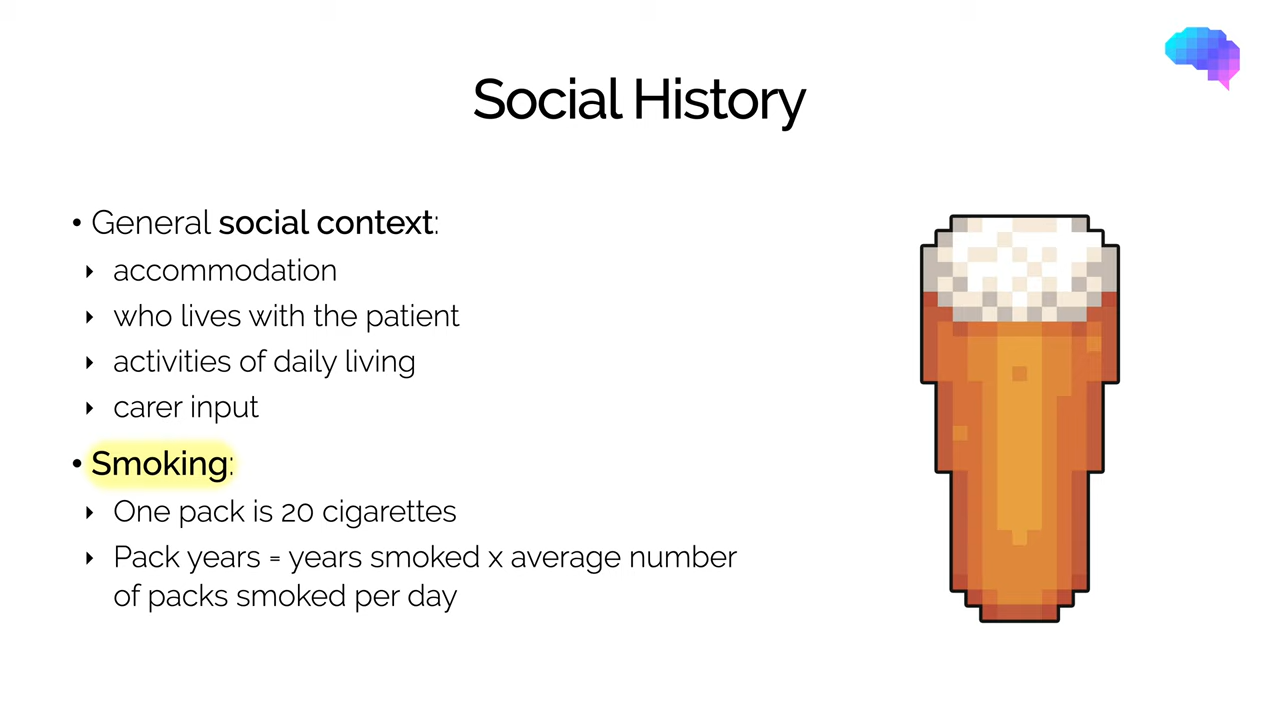 Social History
• General social context:
‣ accommodation
‣ who lives with the patient
‣ activities of daily living
‣ carer input
• Smoking:
‣ One pack is 20 cigarettes
‣ Pack years = years smoked x average number
of packs smoked per day